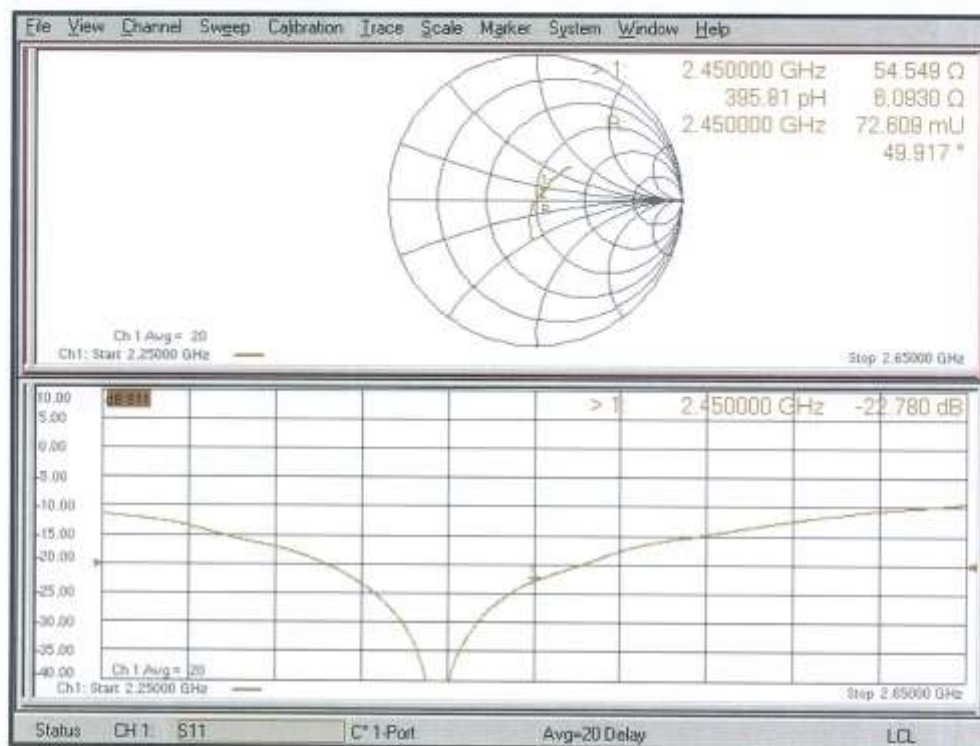 File View Channel Sweep Calibration Trace Scale Marker System Window Help
> 1: 2.450000 GHz 54.549 Ω
395.81 pH 6.0930 Ω
R: 2.450000 GHz 72.609 mU
49.917 °
1
R
Ch 1 Avg = 20
Ch1: Start 2.25000 GHz
Stop 2.65000 GHz
10.00
dB S11
> 1: 2.450000 GHz -22.780 dB
5.00
0.00
-5.00
-10.00
-15.00
-20.00
-25.00
-30.00
-35.00
-40.00
Ch 1 Avg = 20
Ch1: Start 2.25000 GHz
Stop 2.65000 GHz
Status CH 1: S11 C* 1-Port Avg=20 Delay LCL